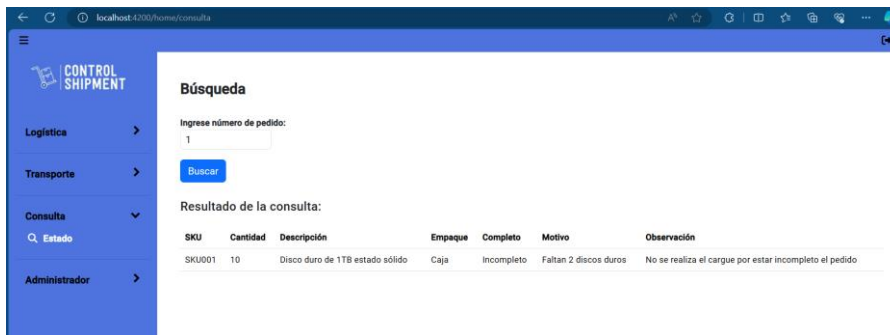 localhost:4200/home/consulta
CONTROL
SHIPMENT
Logística
Transporte
Consulta
Estado
Administrador
Búsqueda
Ingrese número de pedido:
1
Buscar
Resultado de la consulta:
SKU Cantidad Descripción Empaque Completo Motivo Observación
SKU001 10 Disco duro de 1TB estado sólido Caja Incompleto Faltan 2 discos duros No se realiza el cargue por estar incompleto el pedido